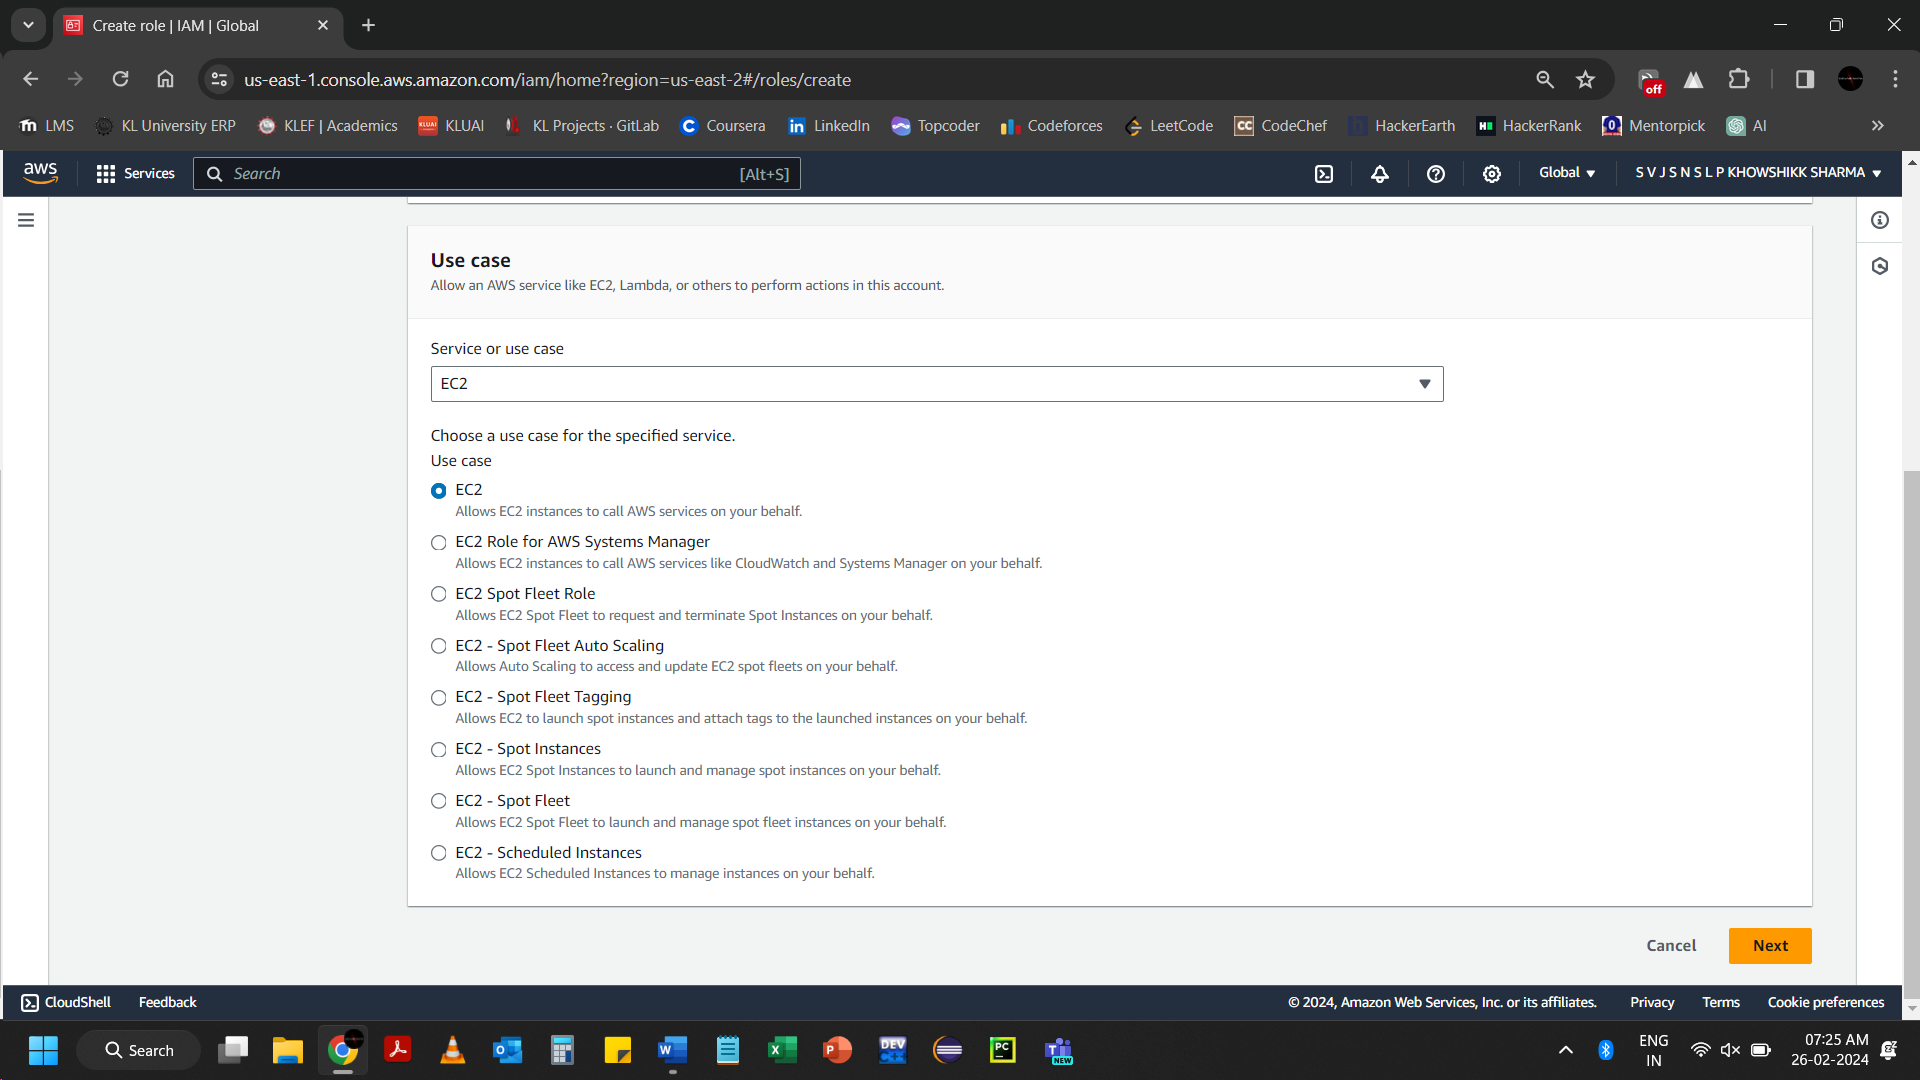 Create role | IAM | Global
us-east-1.console.aws.amazon.com/iam/home?region=us-east-2#/roles/create
off
LMS KL University ERP KLEF | Academics KLUAI KL Projects · GitLab Coursera LinkedIn Topcoder Codeforces LeetCode CodeChef HackerEarth HackerRank Mentorpick AI
aws Services Search [Alt+S] Global S V J S N S L P KHOWSHIKK SHARMA
Use case
Allow an AWS service like EC2, Lambda, or others to perform actions in this account.
Service or use case
EC2
Choose a use case for the specified service.
Use case
EC2
Allows EC2 instances to call AWS services on your behalf.
EC2 Role for AWS Systems Manager
Allows EC2 instances to call AWS services like CloudWatch and Systems Manager on your behalf.
EC2 Spot Fleet Role
Allows EC2 Spot Fleet to request and terminate Spot Instances on your behalf.
EC2 - Spot Fleet Auto Scaling
Allows Auto Scaling to access and update EC2 spot fleets on your behalf.
EC2 - Spot Fleet Tagging
Allows EC2 to launch spot instances and attach tags to the launched instances on your behalf.
EC2 - Spot Instances
Allows EC2 Spot Instances to launch and manage spot instances on your behalf.
EC2 - Spot Fleet
Allows EC2 Spot Fleet to launch and manage spot fleet instances on your behalf.
EC2 - Scheduled Instances
Allows EC2 Scheduled Instances to manage instances on your behalf.
Cancel Next
CloudShell Feedback © 2024, Amazon Web Services, Inc. or its affiliates. Privacy Terms Cookie preferences
Search
ENG
IN
07:25 AM
26-02-2024